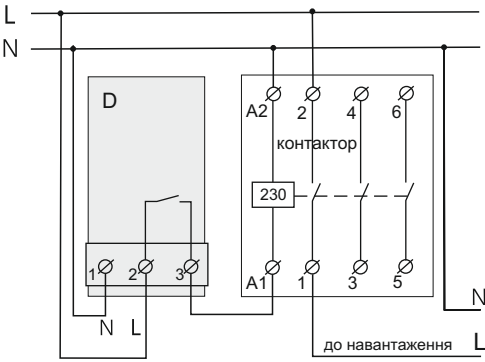 L
N
D
A2 2 4 6
контактор
230
1 2 3
A1 1 3 5
N L
N
до навантаження L